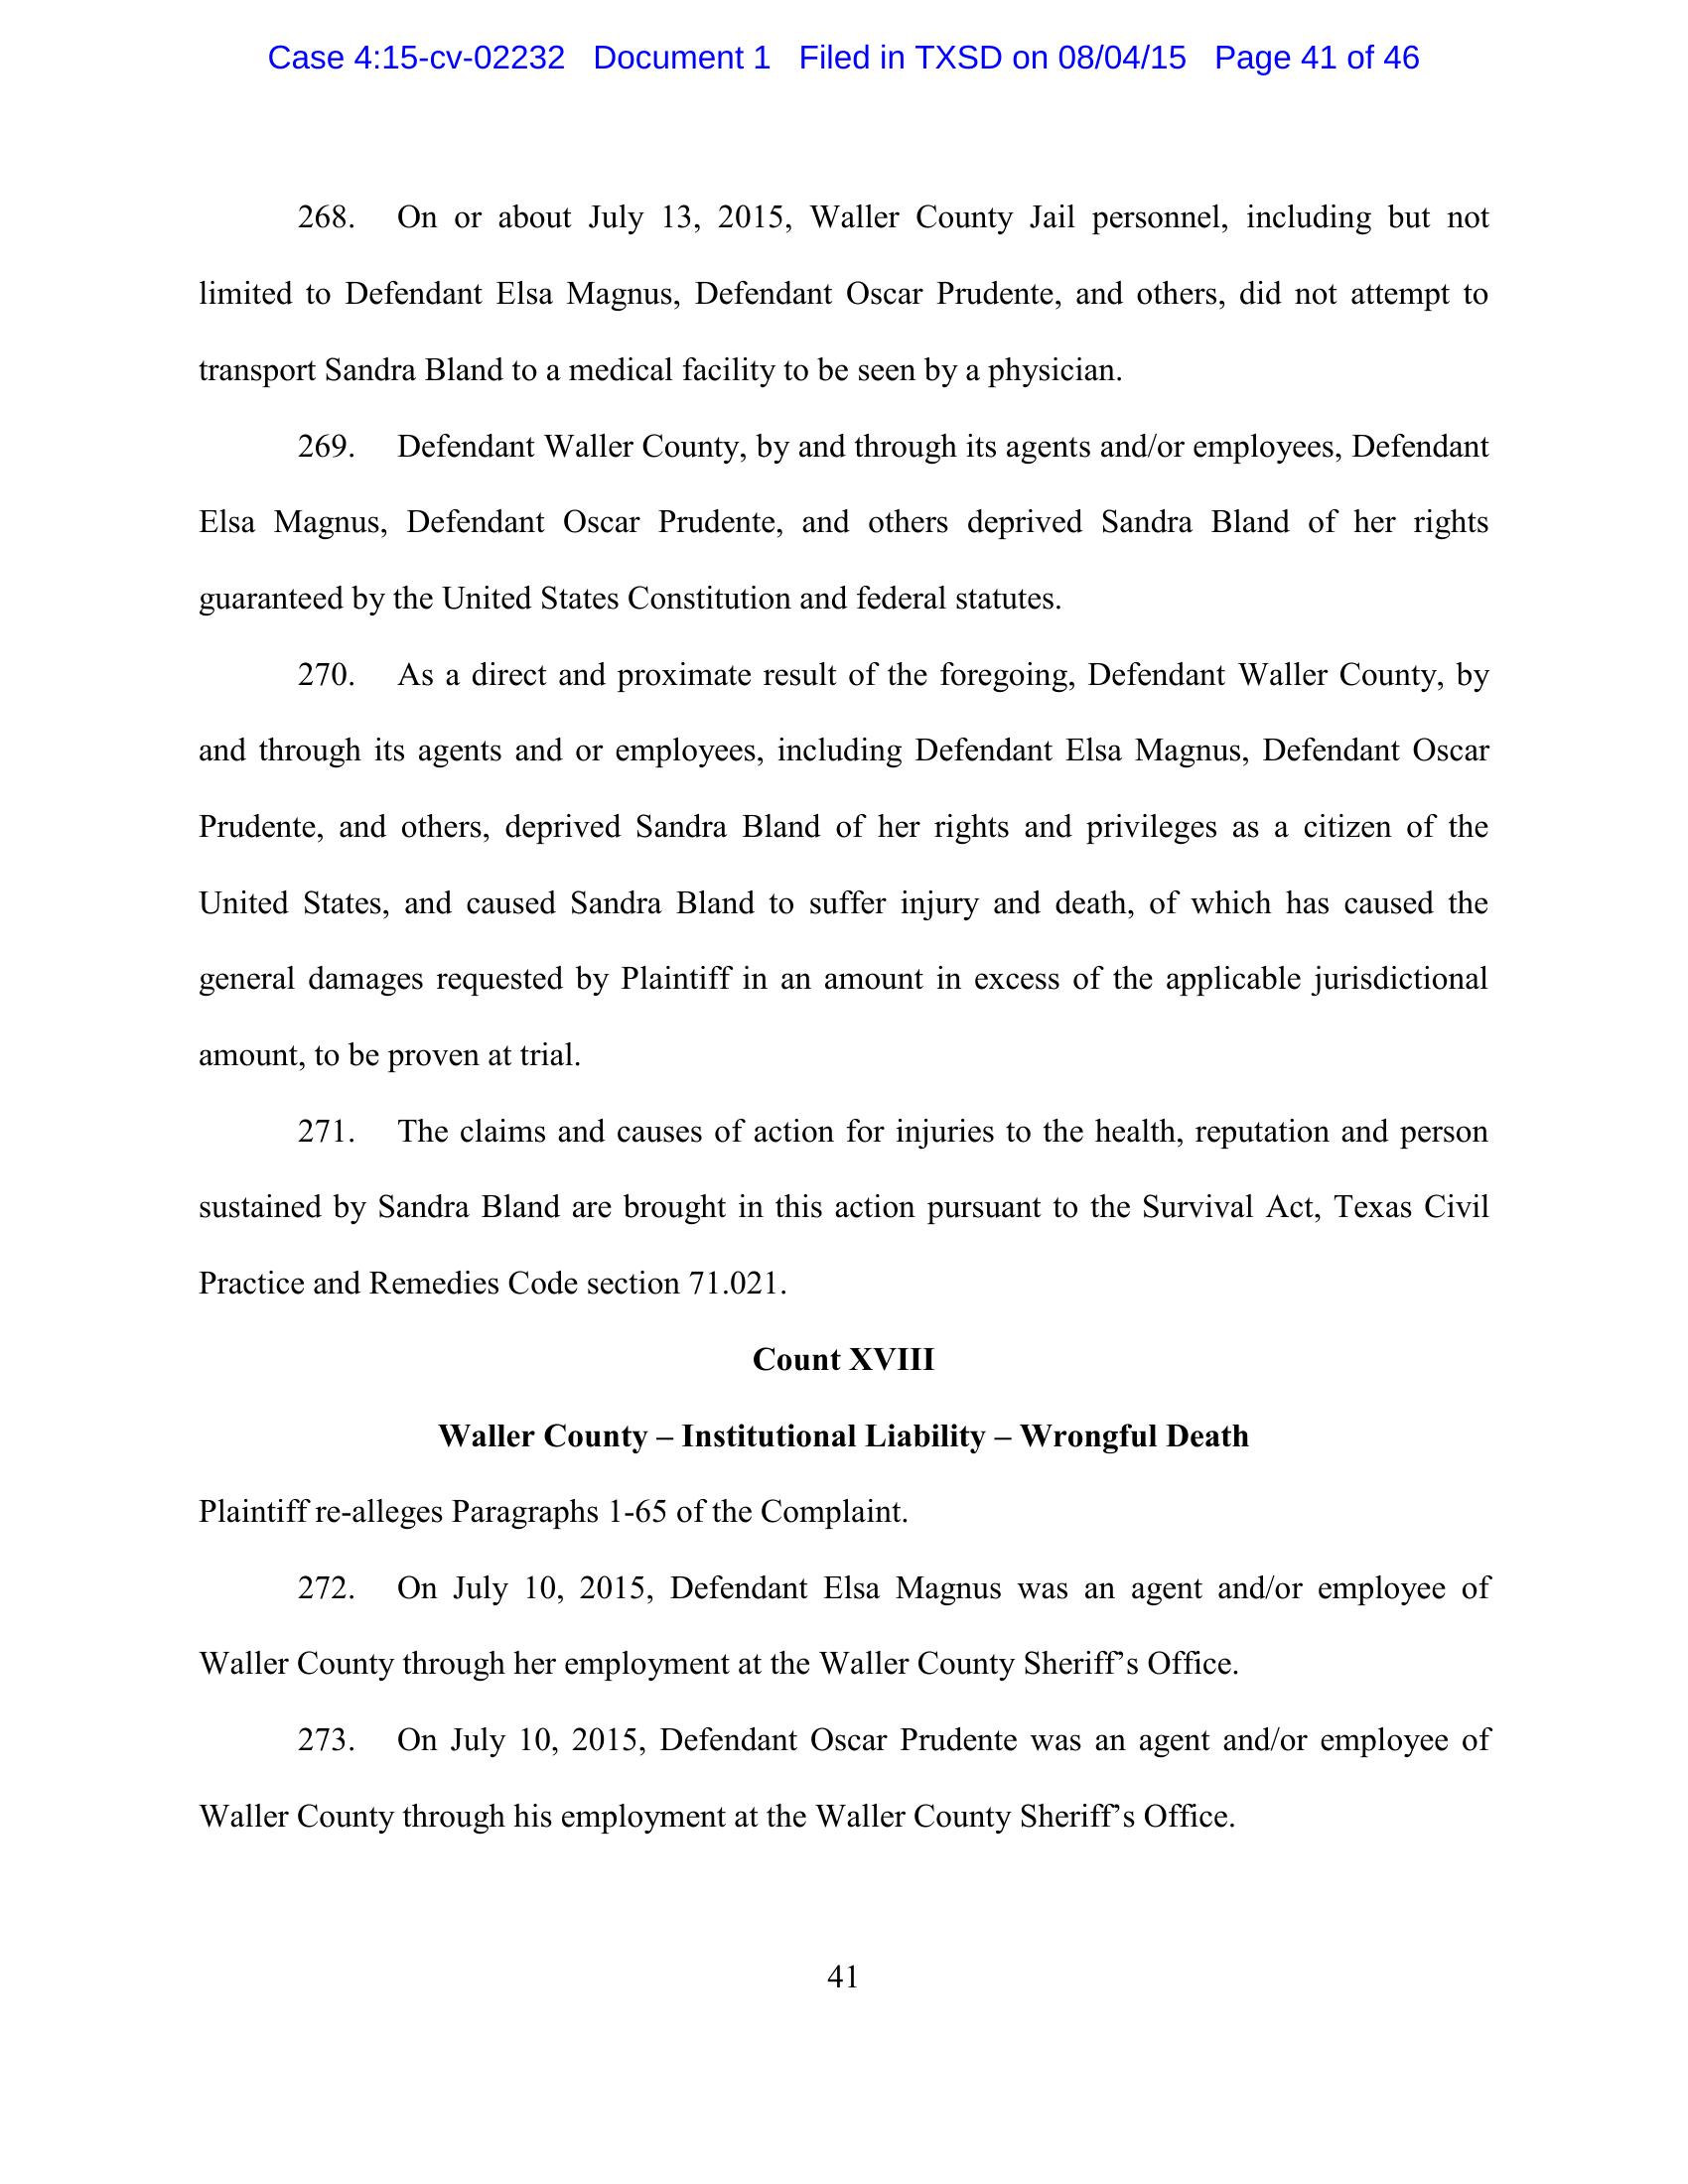 Case 4:15-cv-02232 Document 1 Filed in TXSD on 08/04/15 Page 41 of 46
268. On or about July 13, 2015, Waller County Jail personnel, including but not
limited to Defendant Elsa Magnus, Defendant Oscar Prudente, and others, did not attempt to
transport Sandra Bland to a medical facility to be seen by a physician.
269. Defendant Waller County, by and through its agents and/or employees, Defendant
Elsa Magnus, Defendant Oscar Prudente, and others deprived Sandra Bland of her rights
guaranteed by the United States Constitution and federal statutes.
270. As a direct and proximate result of the foregoing, Defendant Waller County, by
and through its agents and or employees, including Defendant Elsa Magnus, Defendant Oscar
Prudente, and others, deprived Sandra Bland of her rights and privileges as a citizen of the
United States, and caused Sandra Bland to suffer injury and death, of which has caused the
general damages requested by Plaintiff in an amount in excess of the applicable jurisdictional
amount, to be proven at trial.
271. The claims and causes of action for injuries to the health, reputation and person
sustained by Sandra Bland are brought in this action pursuant to the Survival Act, Texas Civil
Practice and Remedies Code section 71.021.
Count XVIII
Waller County – Institutional Liability – Wrongful Death
Plaintiff re-alleges Paragraphs 1-65 of the Complaint.
272. On July 10, 2015, Defendant Elsa Magnus was an agent and/or employee of
Waller County through her employment at the Waller County Sheriff’s Office.
273. On July 10, 2015, Defendant Oscar Prudente was an agent and/or employee of
Waller County through his employment at the Waller County Sheriff’s Office.
41